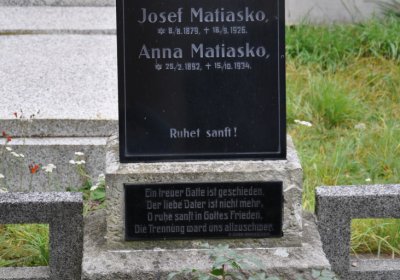 Josef Matiasko,
* 8/8. 1879, † 18/9. 1926.
Anna Matiasko,
* 25/2. 1892, † 15/10. 1934.
Ruhet sanft!
Ein treuer Gatte ist geschieden,
Der liebe Vater ist nicht mehr,
O ruhe sanft in Gottes Frieden,
Die Trennung ward uns allzuschwer.